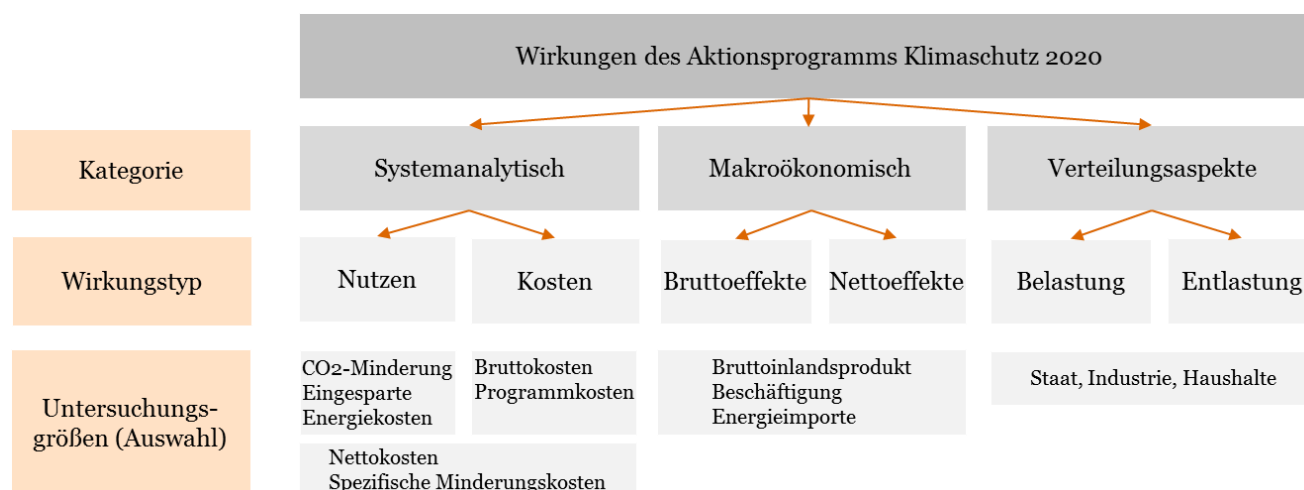 Wirkungen des Aktionsprogramms Klimaschutz 2020
Kategorie
Systemanalytisch
Makroökonomisch
Verteilungsaspekte
Wirkungstyp
Nutzen
Kosten
Bruttoeffekte
Nettoeffekte
Belastung
Entlastung
Untersuchungs-
größen (Auswahl)
CO2-Minderung
Eingesparte
Energiekosten
Bruttokosten
Programmkosten
Bruttoinlandsprodukt
Beschäftigung
Energieimporte
Staat, Industrie, Haushalte
Nettokosten
Spezifische Minderungskosten